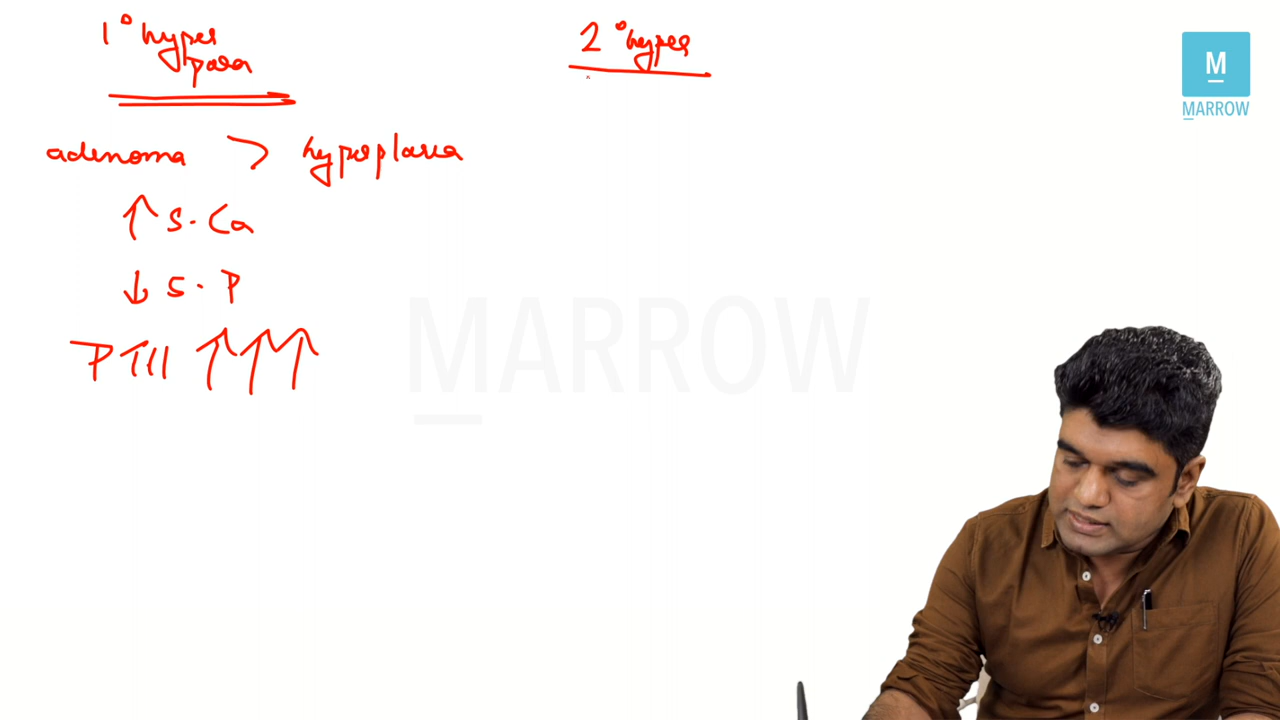 1° hyper
para
adenoma > hyperplasia
↑ S. Ca
↓ S. P
PTH ↑↑↑
2° hyper
M
MARROW
MARROW